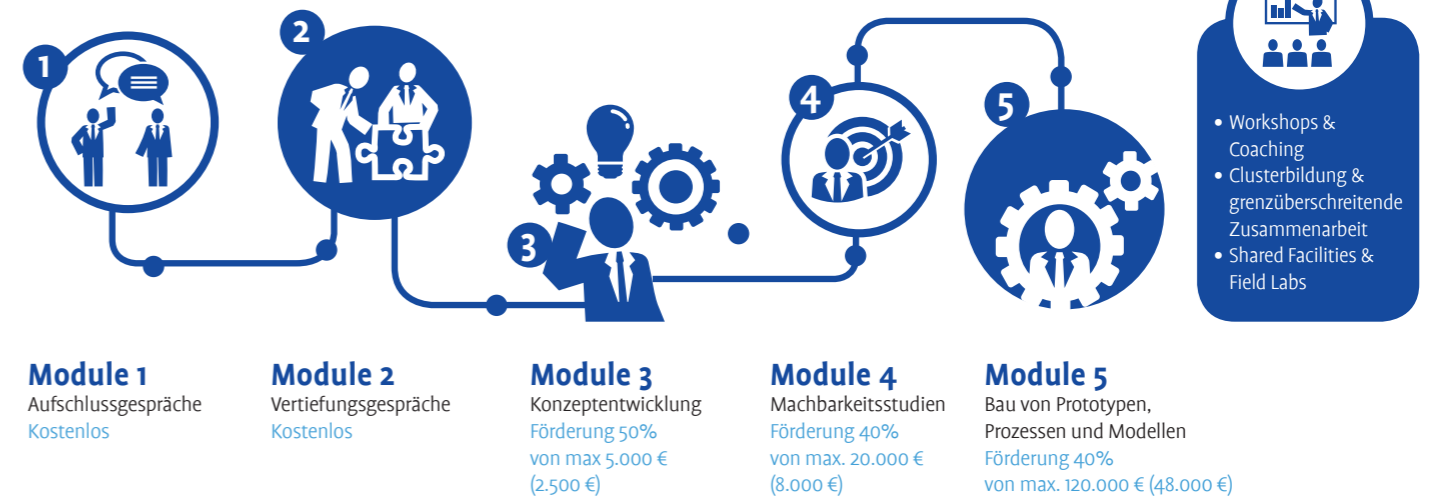 1
2
3
4
5
• Workshops &
Coaching
• Clusterbildung &
grenzüberschreitende
Zusammenarbeit
• Shared Facilities &
Field Labs
Module 1
Aufschlussgespräche
Kostenlos
Module 2
Vertiefungsgespräche
Kostenlos
Module 3
Konzeptentwicklung
Förderung 50%
von max 5.000 €
(2.500 €)
Module 4
Machbarkeitsstudien
Förderung 40%
von max. 20.000 €
(8.000 €)
Module 5
Bau von Prototypen,
Prozessen und Modellen
Förderung 40%
von max. 120.000 € (48.000 €)